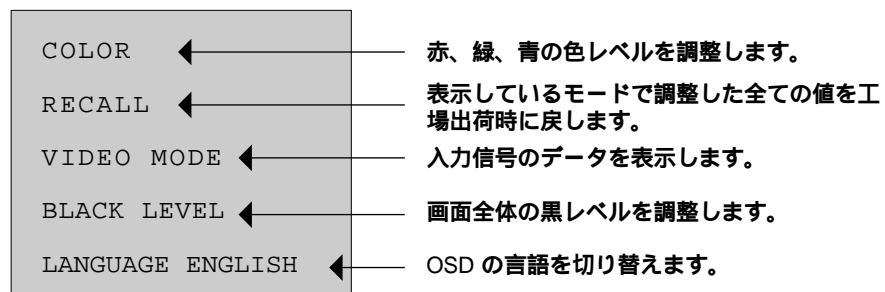 COLOR 赤、緑、青の色レベルを調整します。
RECALL 表示しているモードで調整した全ての値を工
場出荷時に戻します。
VIDEO MODE 入力信号のデータを表示します。
BLACK LEVEL 画面全体の黒レベルを調整します。
LANGUAGE ENGLISH OSD の言語を切り替えます。